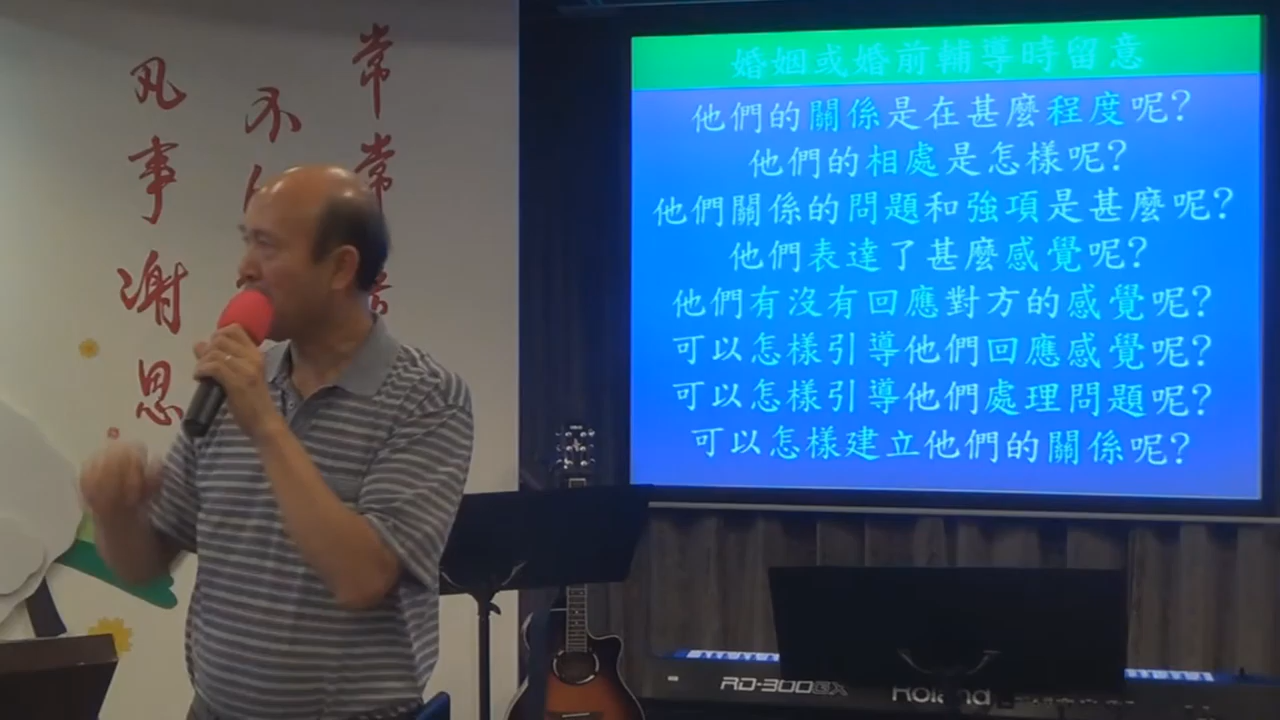 常常
不
凡事謝恩
婚姻或婚前輔導時留意
他們的關係是在甚麼程度呢?
他們的相處是怎樣呢?
他們關係的問題和強項是甚麼呢?
他們表達了甚麼感覺呢?
他們有沒有回應對方的感覺呢?
可以怎樣引導他們回應感覺呢?
可以怎樣引導他們處理問題呢?
可以怎樣建立他們的關係呢?
RD-300GX
Roland